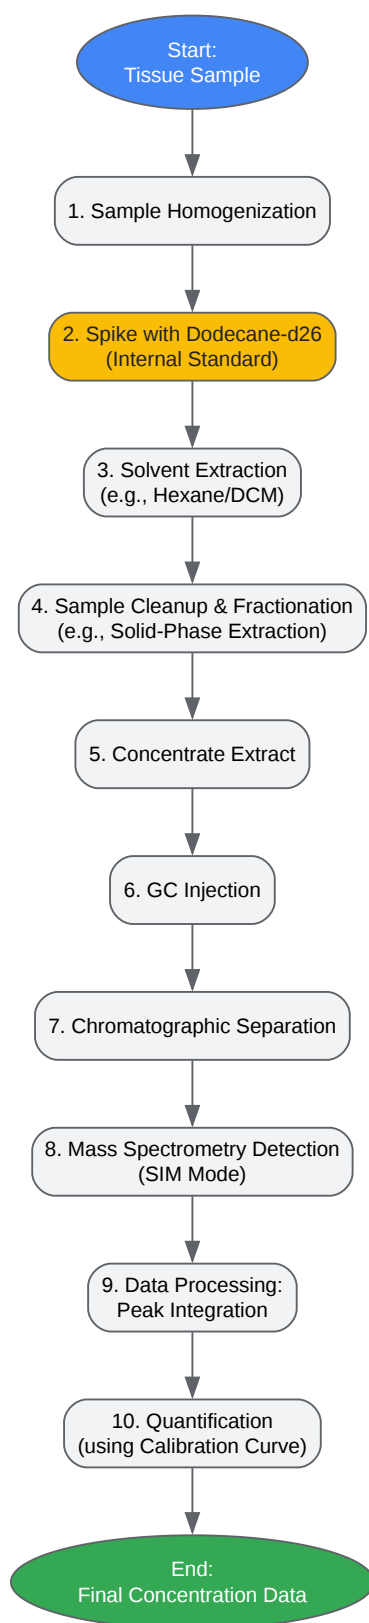 Start:
Tissue Sample
1. Sample Homogenization
2. Spike with Dodecane-d26
(Internal Standard)
3. Solvent Extraction
(e.g., Hexane/DCM)
4. Sample Cleanup & Fractionation
(e.g., Solid-Phase Extraction)
5. Concentrate Extract
6. GC Injection
7. Chromatographic Separation
8. Mass Spectrometry Detection
(SIM Mode)
9. Data Processing:
Peak Integration
10. Quantification
(using Calibration Curve)
End:
Final Concentration Data